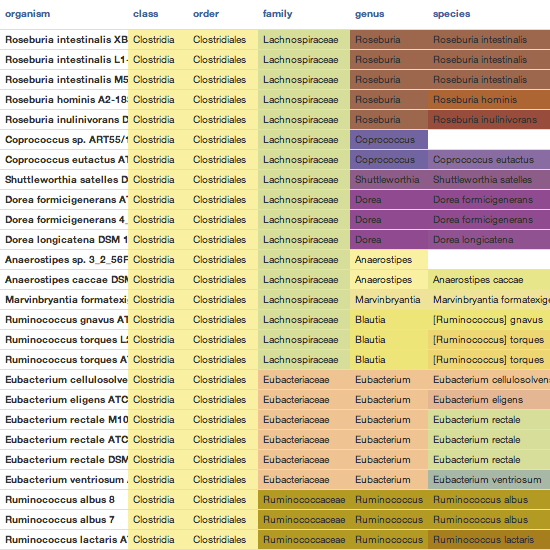 organism class order family genus species
Roseburia intestinalis XB Clostridia Clostridiales Lachnospiraceae Roseburia Roseburia intestinalis
Roseburia intestinalis L1- Clostridia Clostridiales Lachnospiraceae Roseburia Roseburia intestinalis
Roseburia intestinalis M5 Clostridia Clostridiales Lachnospiraceae Roseburia Roseburia intestinalis
Roseburia hominis A2-18 Clostridia Clostridiales Lachnospiraceae Roseburia Roseburia hominis
Roseburia inulinivorans D Clostridia Clostridiales Lachnospiraceae Roseburia Roseburia inulinivorans
Coprococcus sp. ART55/1 Clostridia Clostridiales Lachnospiraceae Coprococcus
Coprococcus eutactus AT Clostridia Clostridiales Lachnospiraceae Coprococcus Coprococcus eutactus
Shuttleworthia satelles D Clostridia Clostridiales Lachnospiraceae Shuttleworthia Shuttleworthia satelles
Dorea formicigenerans AT Clostridia Clostridiales Lachnospiraceae Dorea Dorea formicigenerans
Dorea formicigenerans 4_ Clostridia Clostridiales Lachnospiraceae Dorea Dorea formicigenerans
Dorea longicatena DSM 1 Clostridia Clostridiales Lachnospiraceae Dorea Dorea longicatena
Anaerostipes sp. 3_2_56F Clostridia Clostridiales Lachnospiraceae Anaerostipes
Anaerostipes caccae DSM Clostridia Clostridiales Lachnospiraceae Anaerostipes Anaerostipes caccae
Marvinbryantia formatexi Clostridia Clostridiales Lachnospiraceae Marvinbryantia Marvinbryantia formatexige
Ruminococcus gnavus AT Clostridia Clostridiales Lachnospiraceae Blautia [Ruminococcus] gnavus
Ruminococcus torques L2 Clostridia Clostridiales Lachnospiraceae Blautia [Ruminococcus] torques
Ruminococcus torques AT Clostridia Clostridiales Lachnospiraceae Blautia [Ruminococcus] torques
Eubacterium cellulosolve Clostridia Clostridiales Eubacteriaceae Eubacterium Eubacterium cellulosolvens
Eubacterium eligens ATC Clostridia Clostridiales Eubacteriaceae Eubacterium Eubacterium eligens
Eubacterium rectale M10 Clostridia Clostridiales Eubacteriaceae Eubacterium Eubacterium rectale
Eubacterium rectale ATC Clostridia Clostridiales Eubacteriaceae Eubacterium Eubacterium rectale
Eubacterium rectale DSM Clostridia Clostridiales Eubacteriaceae Eubacterium Eubacterium rectale
Eubacterium ventriosum Clostridia Clostridiales Eubacteriaceae Eubacterium Eubacterium ventriosum
Ruminococcus albus 8 Clostridia Clostridiales Ruminococcaceae Ruminococcus Ruminococcus albus
Ruminococcus albus 7 Clostridia Clostridiales Ruminococcaceae Ruminococcus Ruminococcus albus
Ruminococcus lactaris AT Clostridia Clostridiales Ruminococcaceae Ruminococcus Ruminococcus lactaris